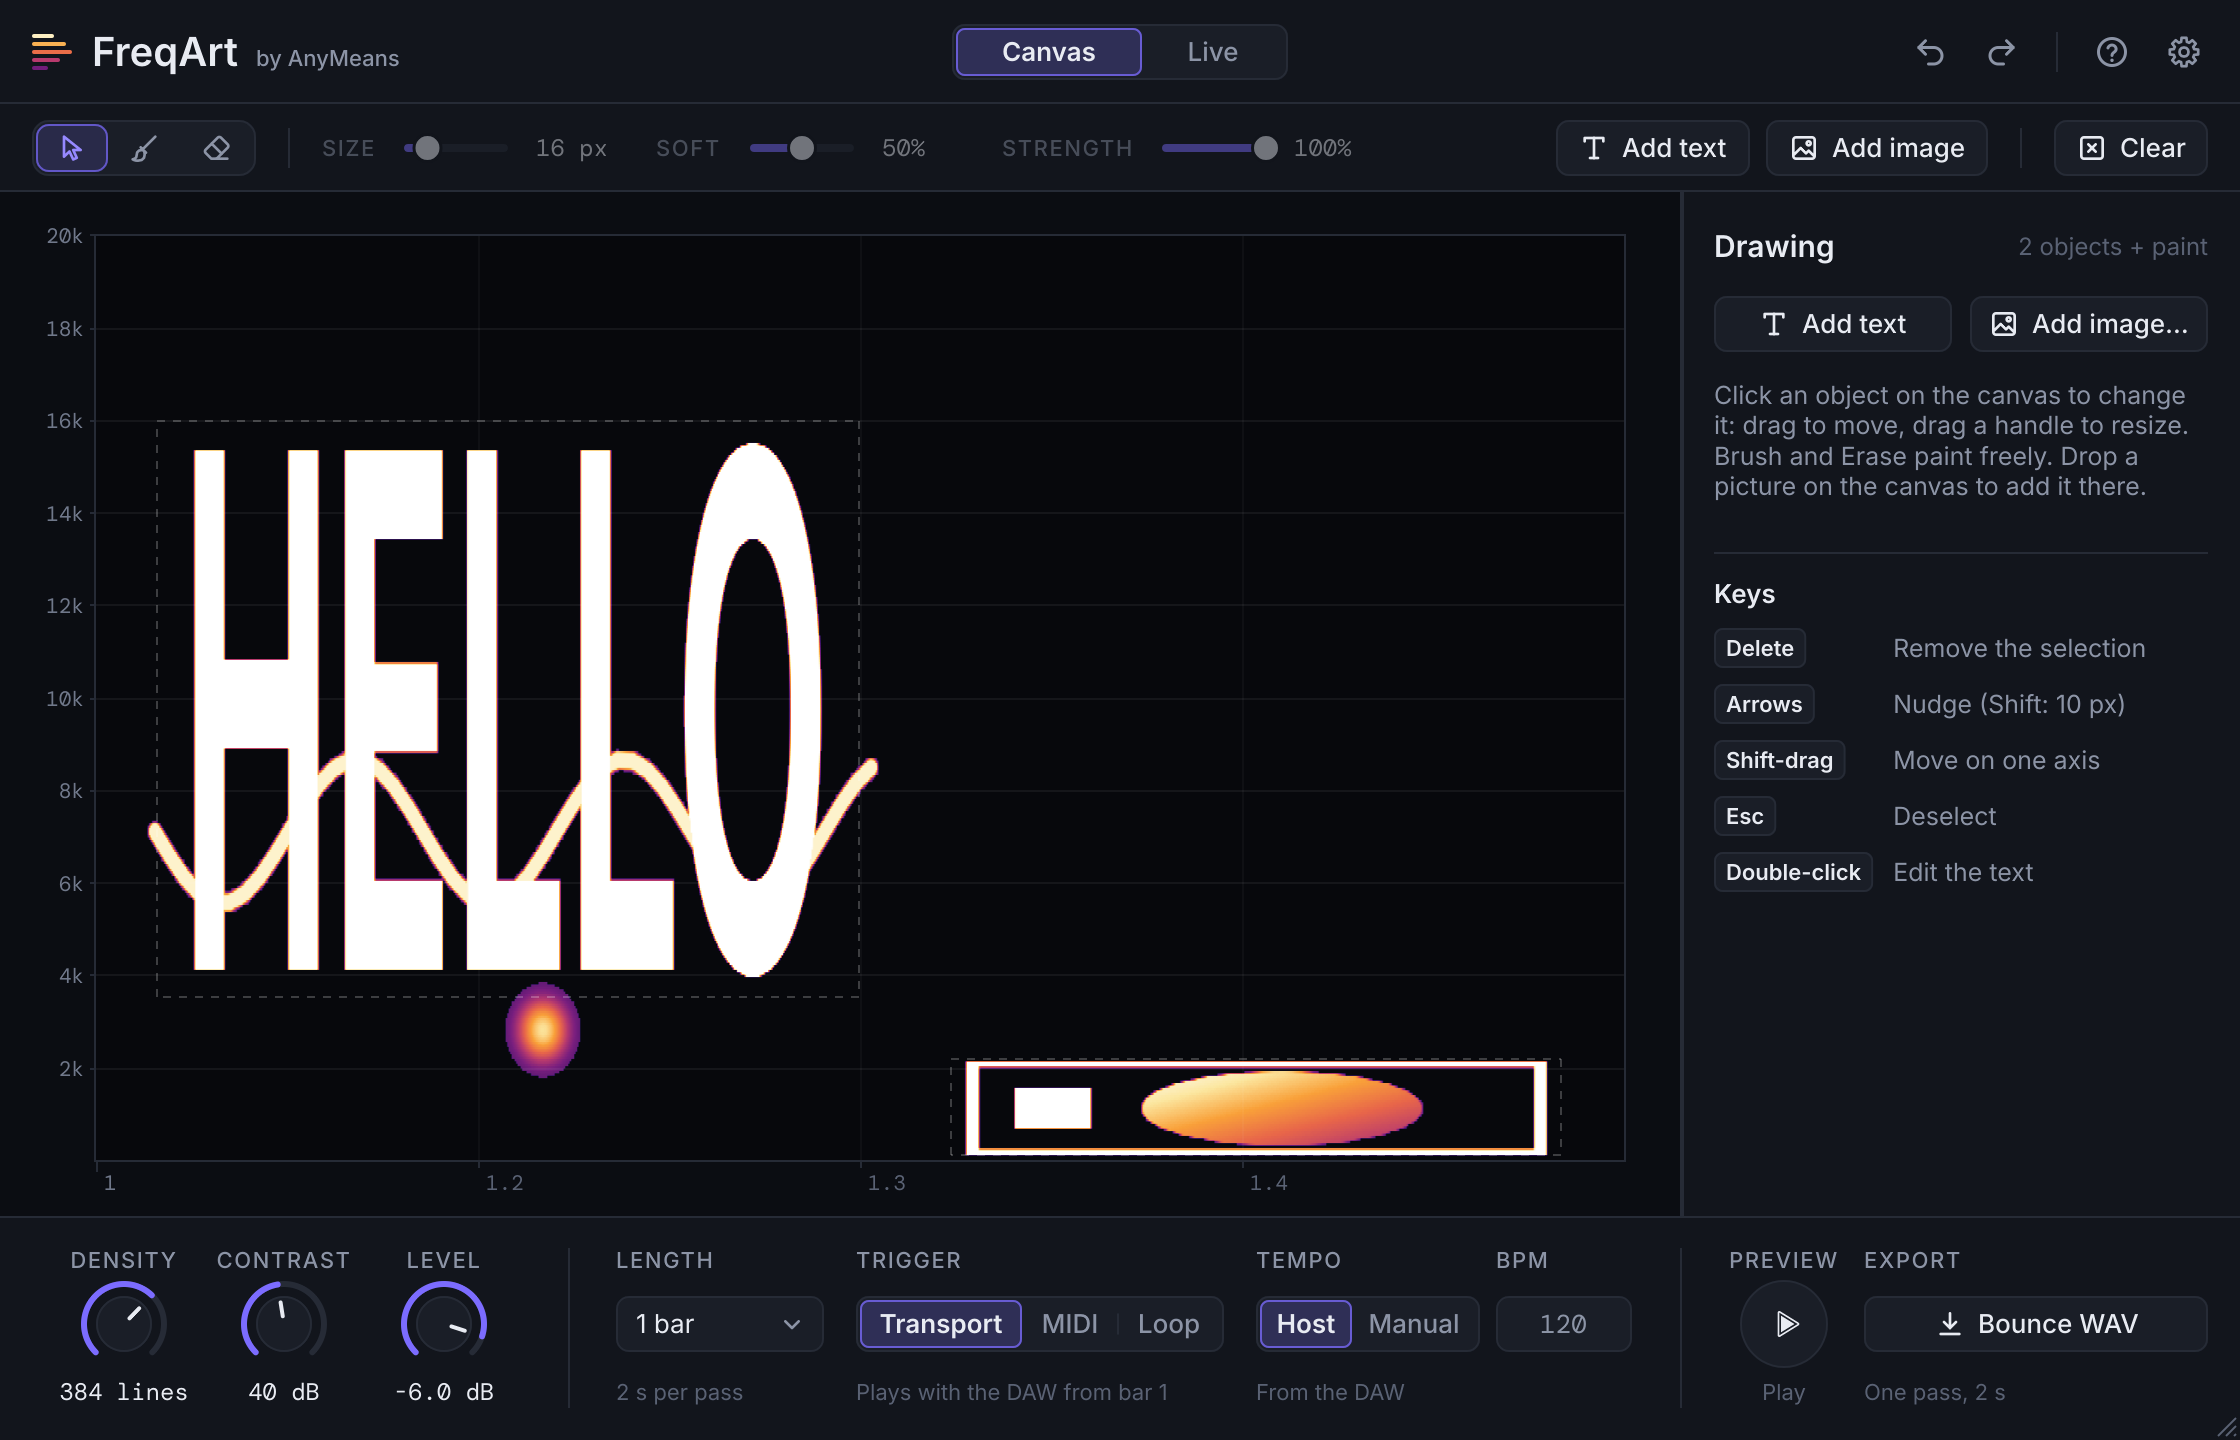 FreqArt by AnyMeans
Canvas Live
SIZE 16 px SOFT 50% STRENGTH 100%
Add text Add image Clear
20k
18k
16k
14k
12k
10k
8k
6k
4k
2k
HELLO
1 1.2 1.3 1.4
Drawing 2 objects + paint
Add text Add image...
Click an object on the canvas to change
it: drag to move, drag a handle to resize.
Brush and Erase paint freely. Drop a
picture on the canvas to add it there.
Keys
Delete Remove the selection
Arrows Nudge (Shift: 10 px)
Shift-drag Move on one axis
Esc Deselect
Double-click Edit the text
DENSITY CONTRAST LEVEL LENGTH TRIGGER TEMPO BPM PREVIEW EXPORT
1 bar Transport MIDI Loop Host Manual 120 Bounce WAV
384 lines 40 dB -6.0 dB 2 s per pass Plays with the DAW from bar 1 From the DAW Play One pass, 2 s